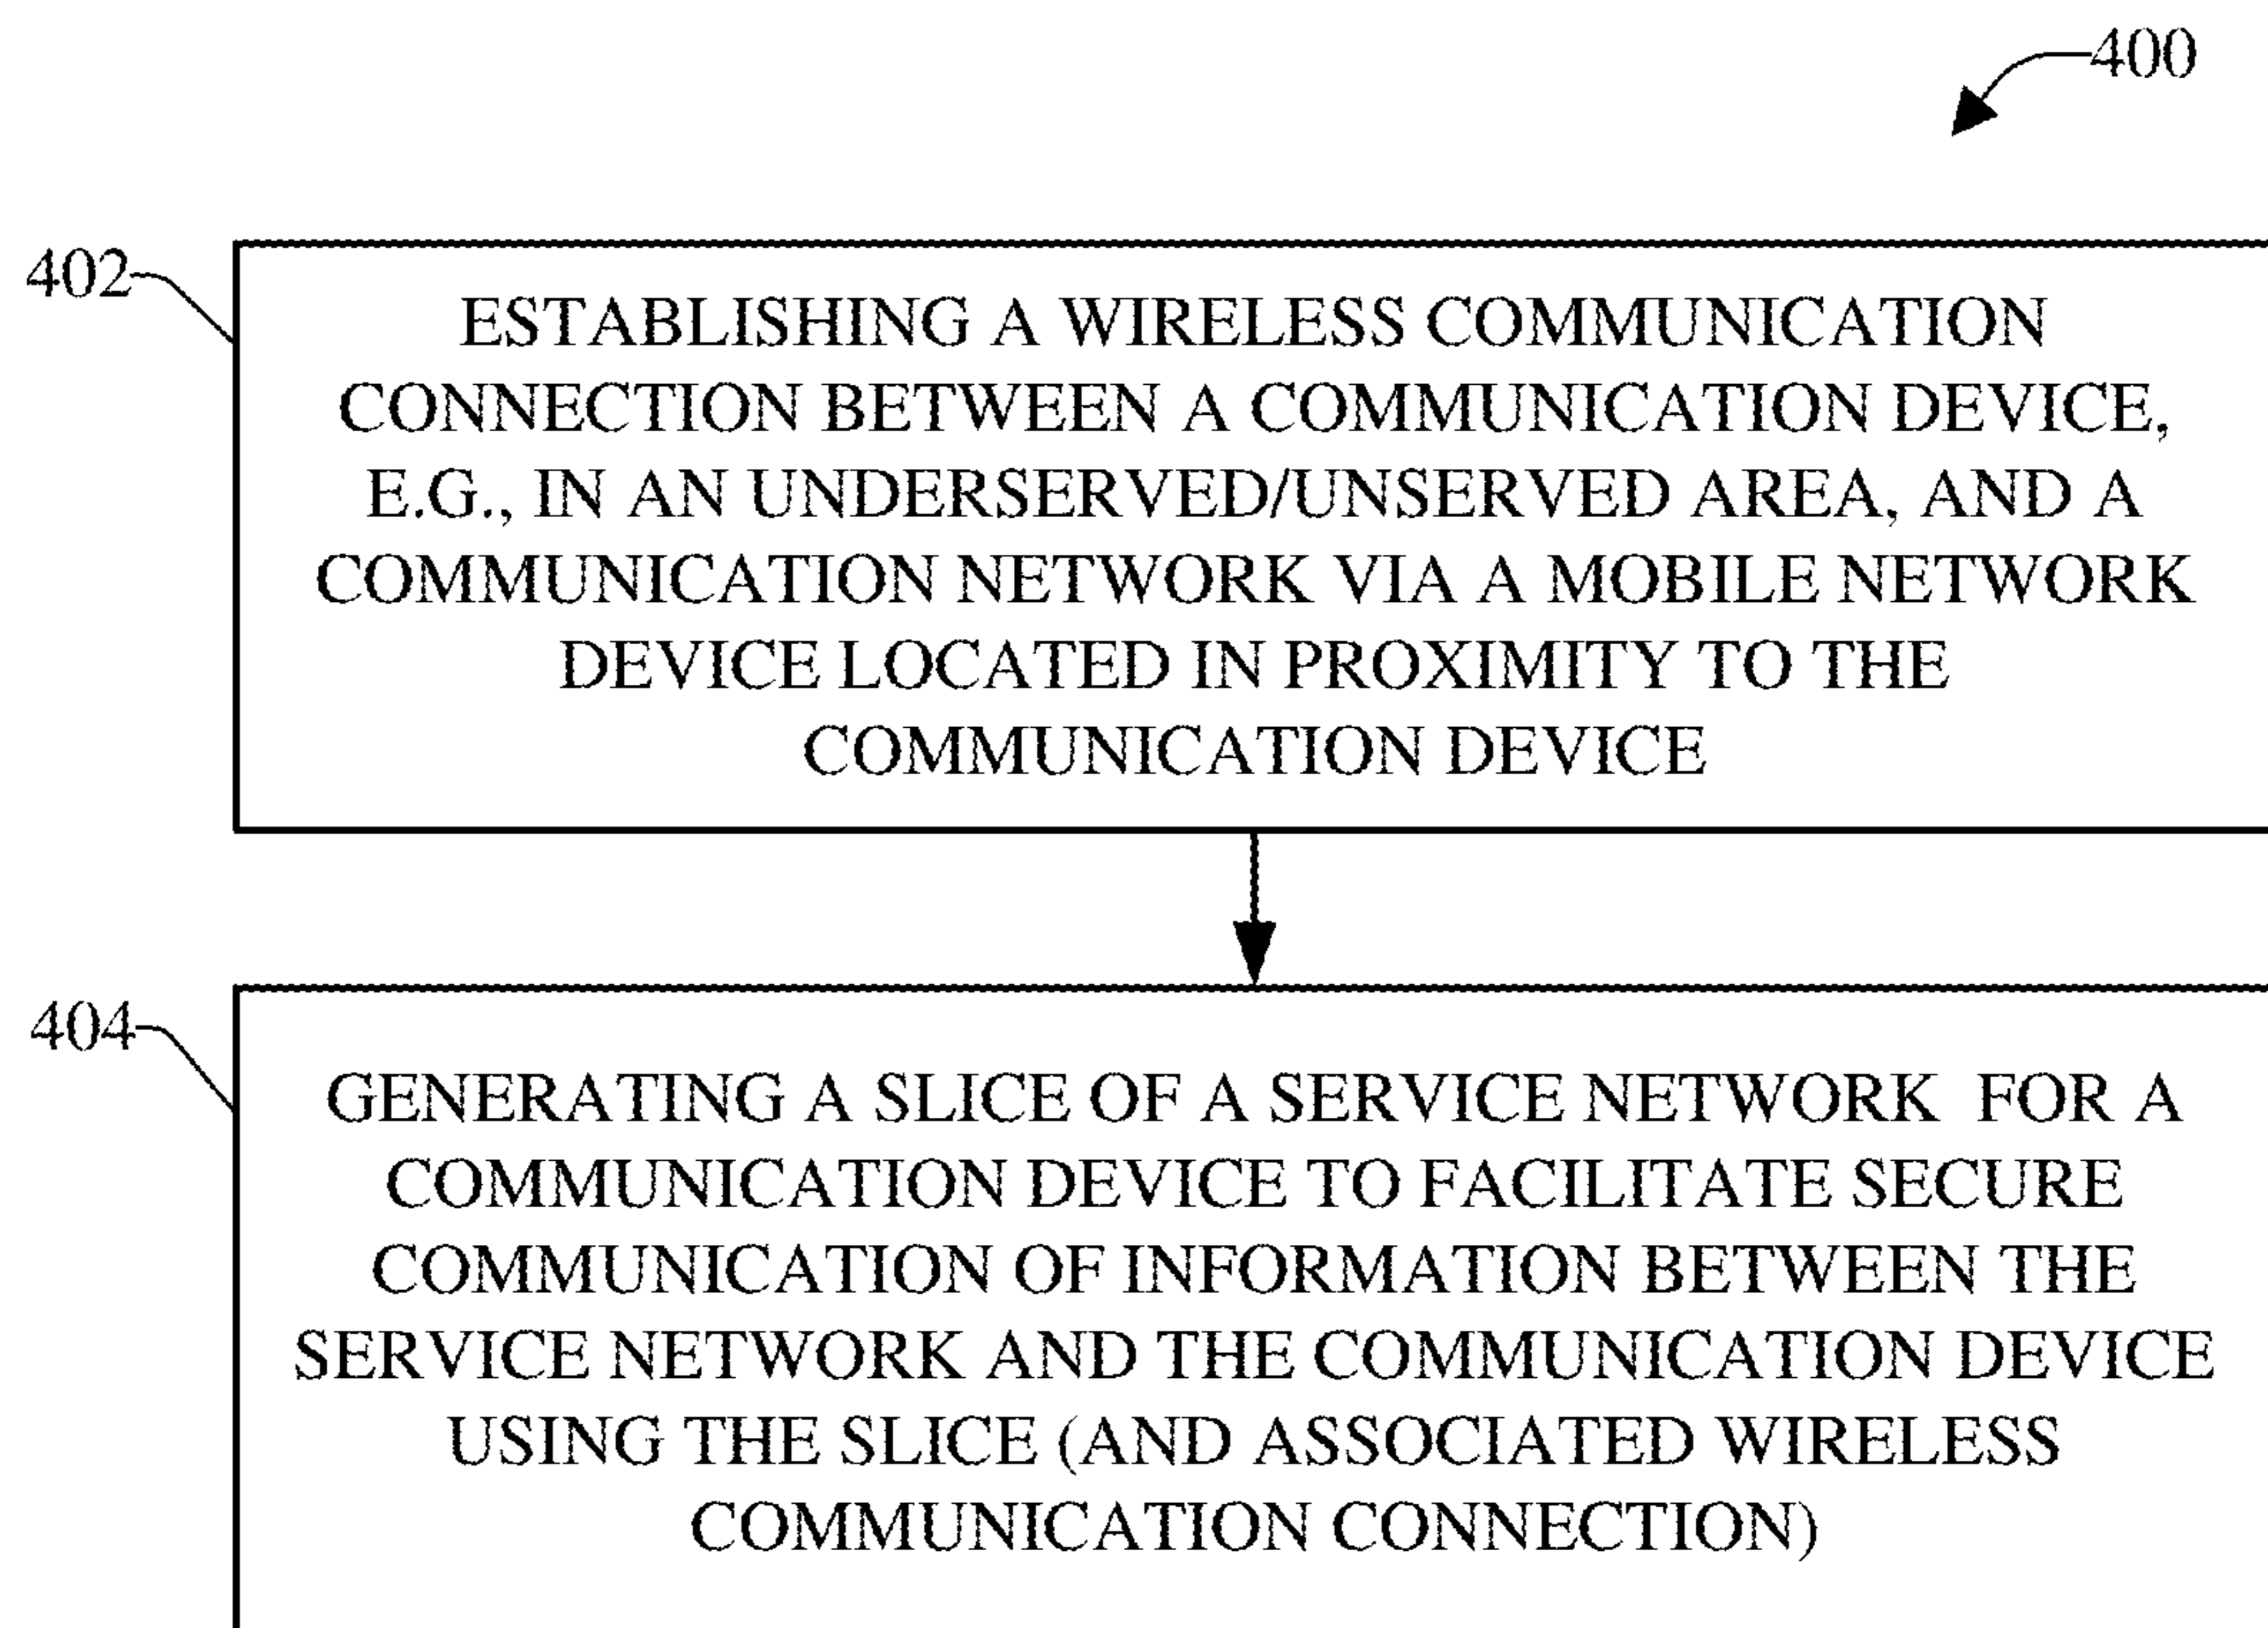 400
402
ESTABLISHING A WIRELESS COMMUNICATION
CONNECTION BETWEEN A COMMUNICATION DEVICE,
E.G., IN AN UNDERSERVED/UNSERVED AREA, AND A
COMMUNICATION NETWORK VIA A MOBILE NETWORK
DEVICE LOCATED IN PROXIMITY TO THE
COMMUNICATION DEVICE
404
GENERATING A SLICE OF A SERVICE NETWORK FOR A
COMMUNICATION DEVICE TO FACILITATE SECURE
COMMUNICATION OF INFORMATION BETWEEN THE
SERVICE NETWORK AND THE COMMUNICATION DEVICE
USING THE SLICE (AND ASSOCIATED WIRELESS
COMMUNICATION CONNECTION)